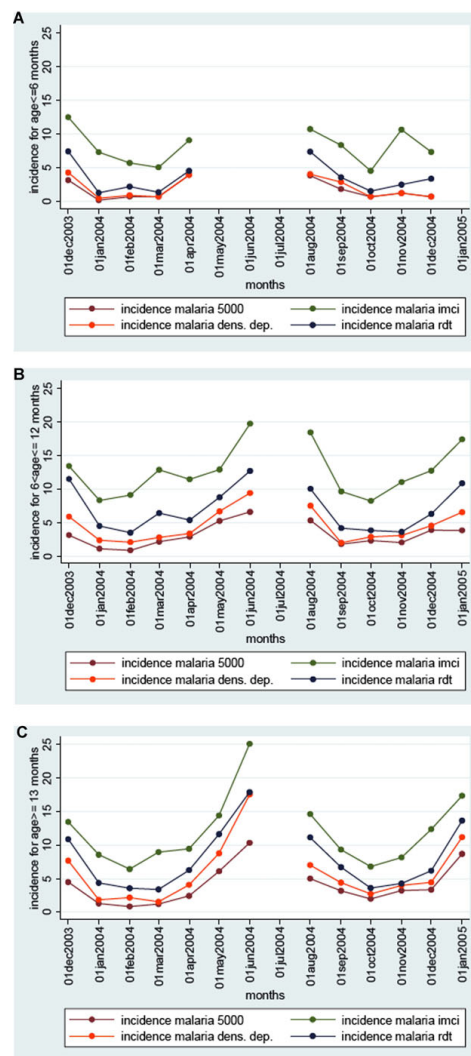 A
incidence for age<=6 months
25
20
15
10
5
0
01dec2003
01jan2004
01feb2004
01mar2004
01apr2004
01may2004
01jun2004
01jul2004
01aug2004
01sep2004
01oct2004
01nov2004
01dec2004
01jan2005
months
incidence malaria 5000 incidence malaria imci
incidence malaria dens. dep. incidence malaria rdt
B
incidence for 6<age<= 12 months
25
20
15
10
5
0
01dec2003
01jan2004
01feb2004
01mar2004
01apr2004
01may2004
01jun2004
01jul2004
01aug2004
01sep2004
01oct2004
01nov2004
01dec2004
01jan2005
months
incidence malaria 5000 incidence malaria imci
incidence malaria dens. dep. incidence malaria rdt
C
incidence for age>= 13 months
25
20
15
10
5
0
01dec2003
01jan2004
01feb2004
01mar2004
01apr2004
01may2004
01jun2004
01jul2004
01aug2004
01sep2004
01oct2004
01nov2004
01dec2004
01jan2005
months
incidence malaria 5000 incidence malaria imci
incidence malaria dens. dep. incidence malaria rdt